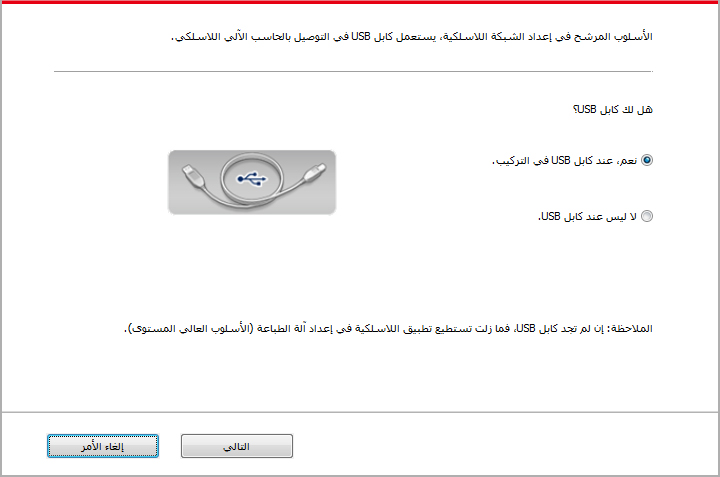 الأسلوب المرشح في إعداد الشبكة اللاسلكية، يستعمل كابل USB في التوصيل بالحاسب الآلي اللاسلكي.
هل لك كابل USB؟
نعم، عند كابل USB في التركيب.
لا ليس عند كابل USB.
الملاحظة: إن لم تجد كابل USB، فما زلت تستطيع تطبيق اللاسلكية في إعداد آلة الطباعة (الأسلوب العالي المستوى).
التالي
إلغاء الأمر